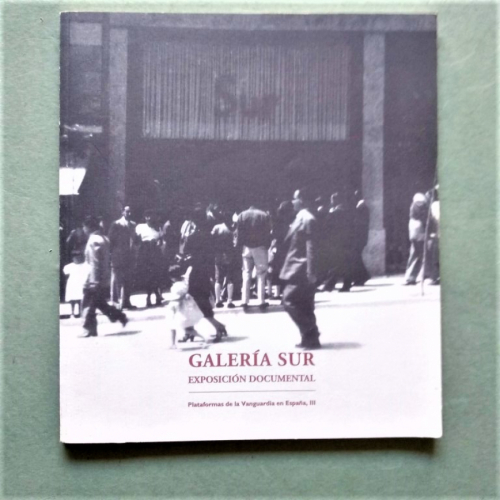 Sur
GALERÍA SUR
EXPOSICIÓN DOCUMENTAL
Plataformas de la Vanguardia en España, III